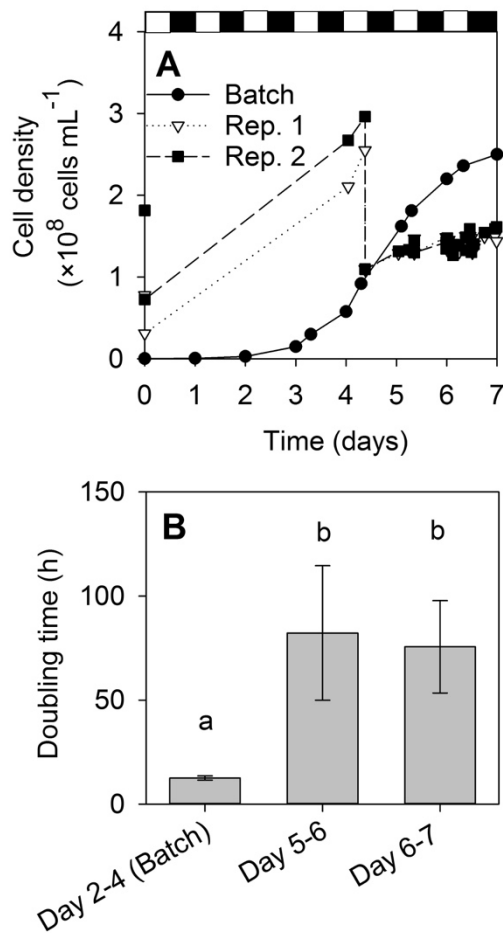 4
A
Batch
Rep. 1
Rep. 2
3
2
1
0
Cell density
(×10⁸ cells mL⁻¹)
0 1 2 3 4 5 6 7
Time (days)
150
B
b b
100
50
a
0
Doubling time (h)
Day 2-4 (Batch)
Day 5-6
Day 6-7